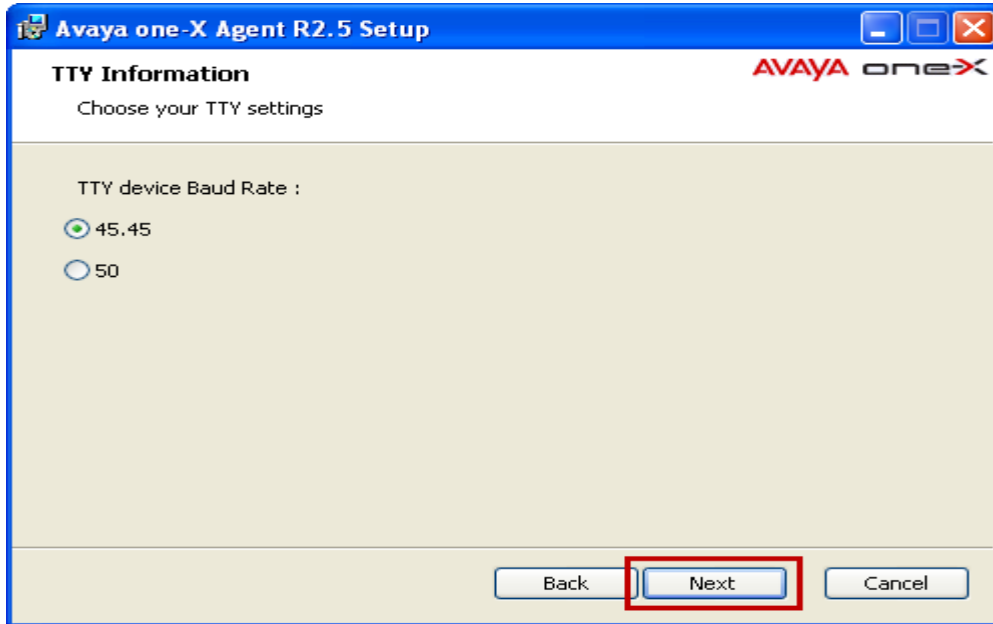 Avaya one-X Agent R2.5 Setup
TTY Information
AVAYA one-X
Choose your TTY settings
TTY device Baud Rate :
45.45
50
Back Next Cancel